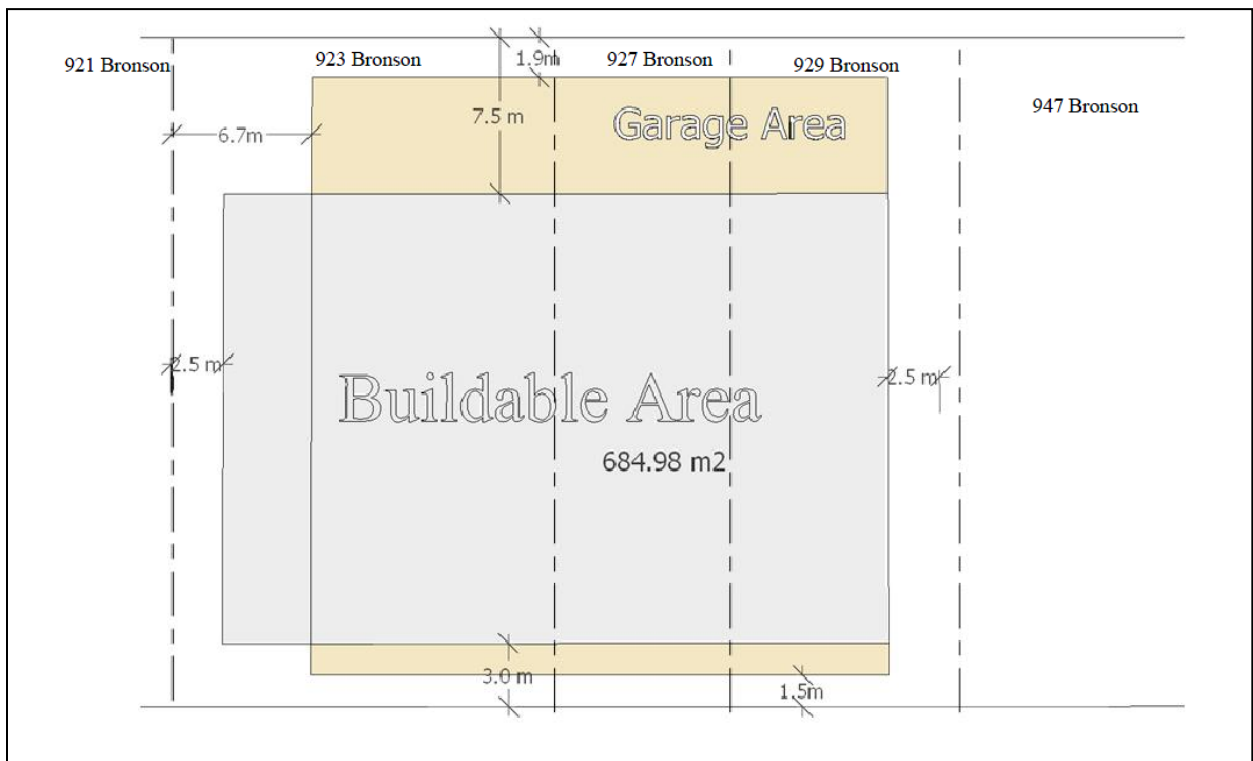 921 Bronson
923 Bronson
1.9m
927 Bronson
929 Bronson
947 Bronson
7.5 m
Garage Area
6.7m
2.5 m
2.5 m
Buildable Area
684.98 m2
3.0 m
1.5m